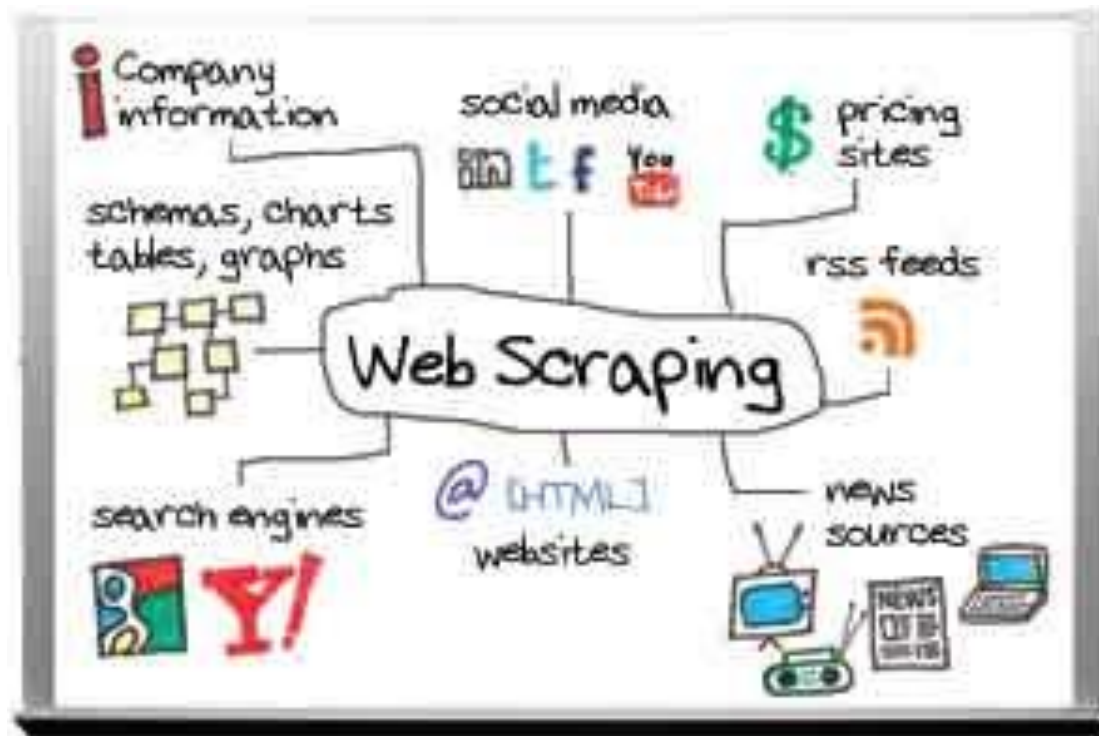 Company
information
social media
in t f You
Tube
$ pricing
sites
schemas, charts
tables, graphs
rss feeds
Web Scraping
search engines
Y!
@ [HTML]
websites
news
sources
NEWS